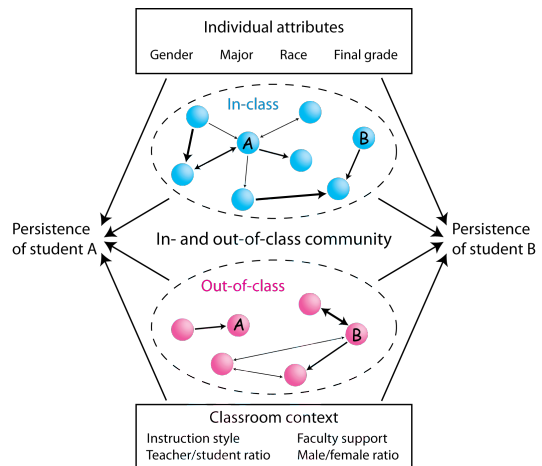 Individual attributes
Gender Major Race Final grade
In-class
A
B
Persistence
of student A
In- and out-of-class community
Persistence
of student B
Out-of-class
A
B
Classroom context
Instruction style Faculty support
Teacher/student ratio Male/female ratio